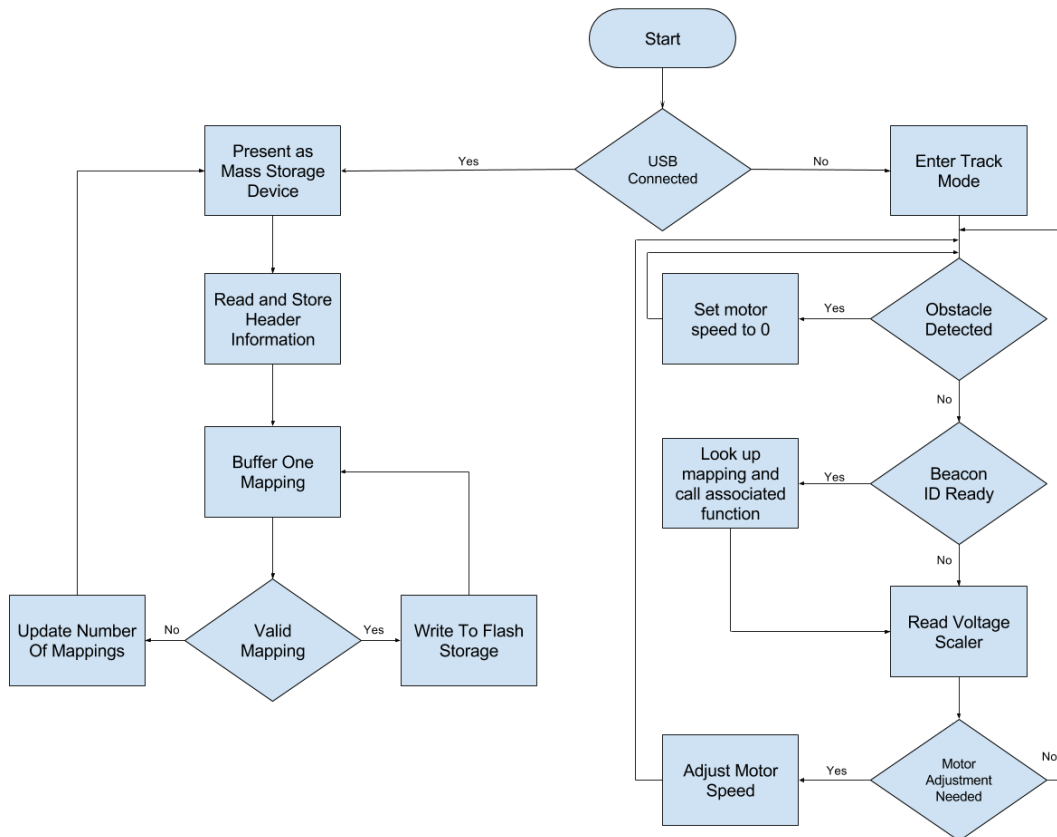 Start
USB
Connected
Yes
No
Present as
Mass Storage
Device
Enter Track
Mode
Read and Store
Header
Information
Set motor
speed to 0
Yes
Obstacle
Detected
No
Buffer One
Mapping
Look up
mapping and
call associated
function
Yes
Beacon
ID Ready
No
Update Number
Of Mappings
No
Valid
Mapping
Yes
Write To Flash
Storage
Read Voltage
Scaler
Adjust Motor
Speed
Yes
Motor
Adjustment
Needed
No